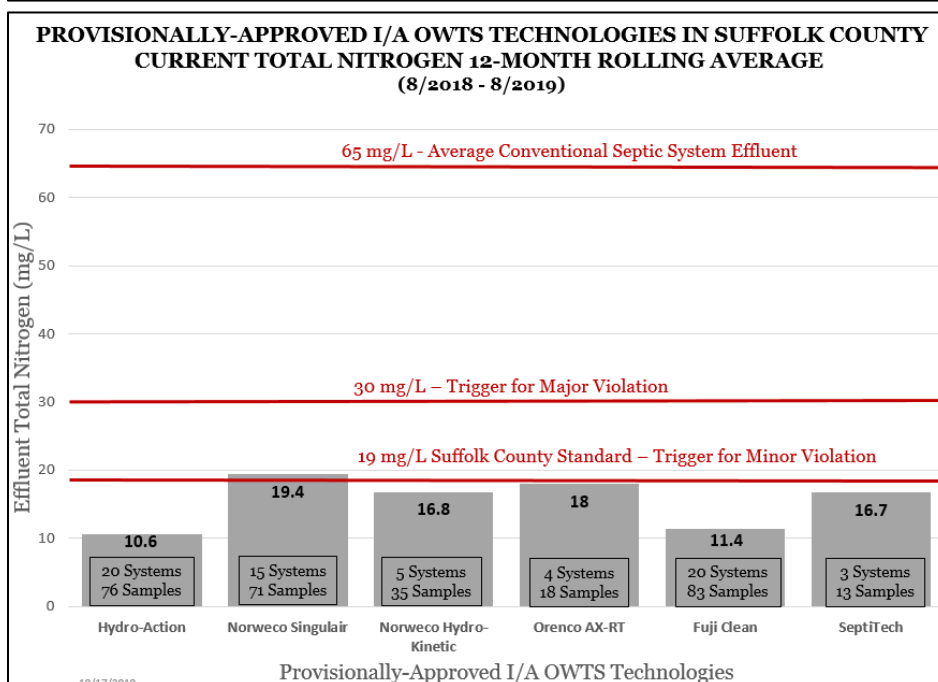 PROVISIONALLY-APPROVED I/A OWTS TECHNOLOGIES IN SUFFOLK COUNTY
CURRENT TOTAL NITROGEN 12-MONTH ROLLING AVERAGE
(8/2018 - 8/2019)
Effluent Total Nitrogen (mg/L)
70
60
50
40
30
20
10
0
65 mg/L - Average Conventional Septic System Effluent
30 mg/L – Trigger for Major Violation
19 mg/L Suffolk County Standard – Trigger for Minor Violation
10.6
19.4
16.8
18
11.4
16.7
20 Systems
76 Samples
15 Systems
71 Samples
5 Systems
35 Samples
4 Systems
18 Samples
20 Systems
83 Samples
3 Systems
13 Samples
Hydro-Action
Norweco Singulair
Norweco Hydro-
Kinetic
Orenco AX-RT
Fuji Clean
SeptiTech
Provisionally-Approved I/A OWTS Technologies